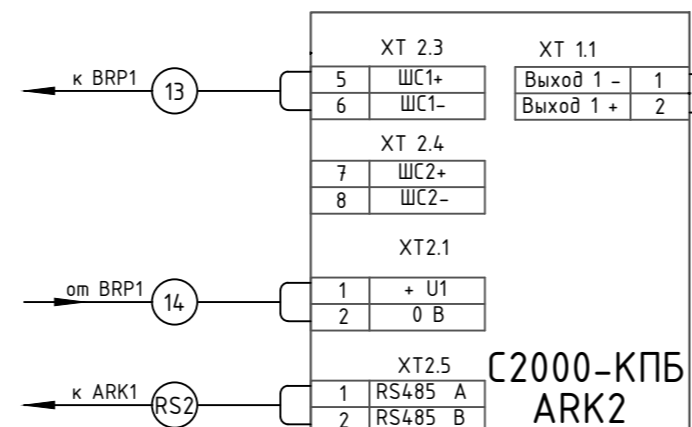 XT 2.3
XT 1.1
к BRP1
13
5 ШС1+
6 ШС1-
Выход 1 - 1
Выход 1 + 2
XT 2.4
7 ШС2+
8 ШС2-
XT2.1
от BRP1
14
1 + U1
2 0 В
XT2.5
к ARK1
RS2
1 RS485 A
2 RS485 B
С2000-КПБ
ARK2